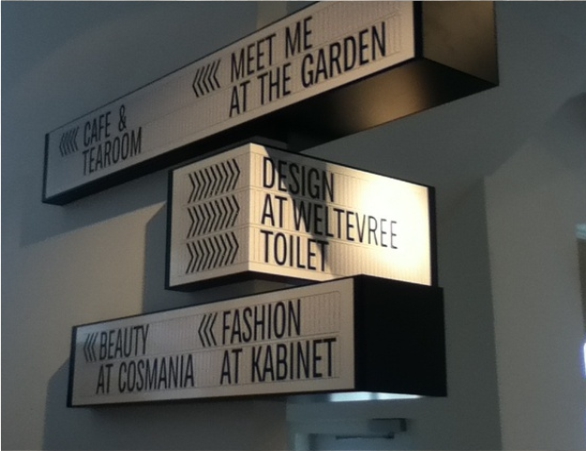 CAFE &
TEAROOM
MEET ME
AT THE GARDEN
DESIGN
AT WELTEVREE
TOILET
BEAUTY
AT COSMANIA
FASHION
AT KABINET